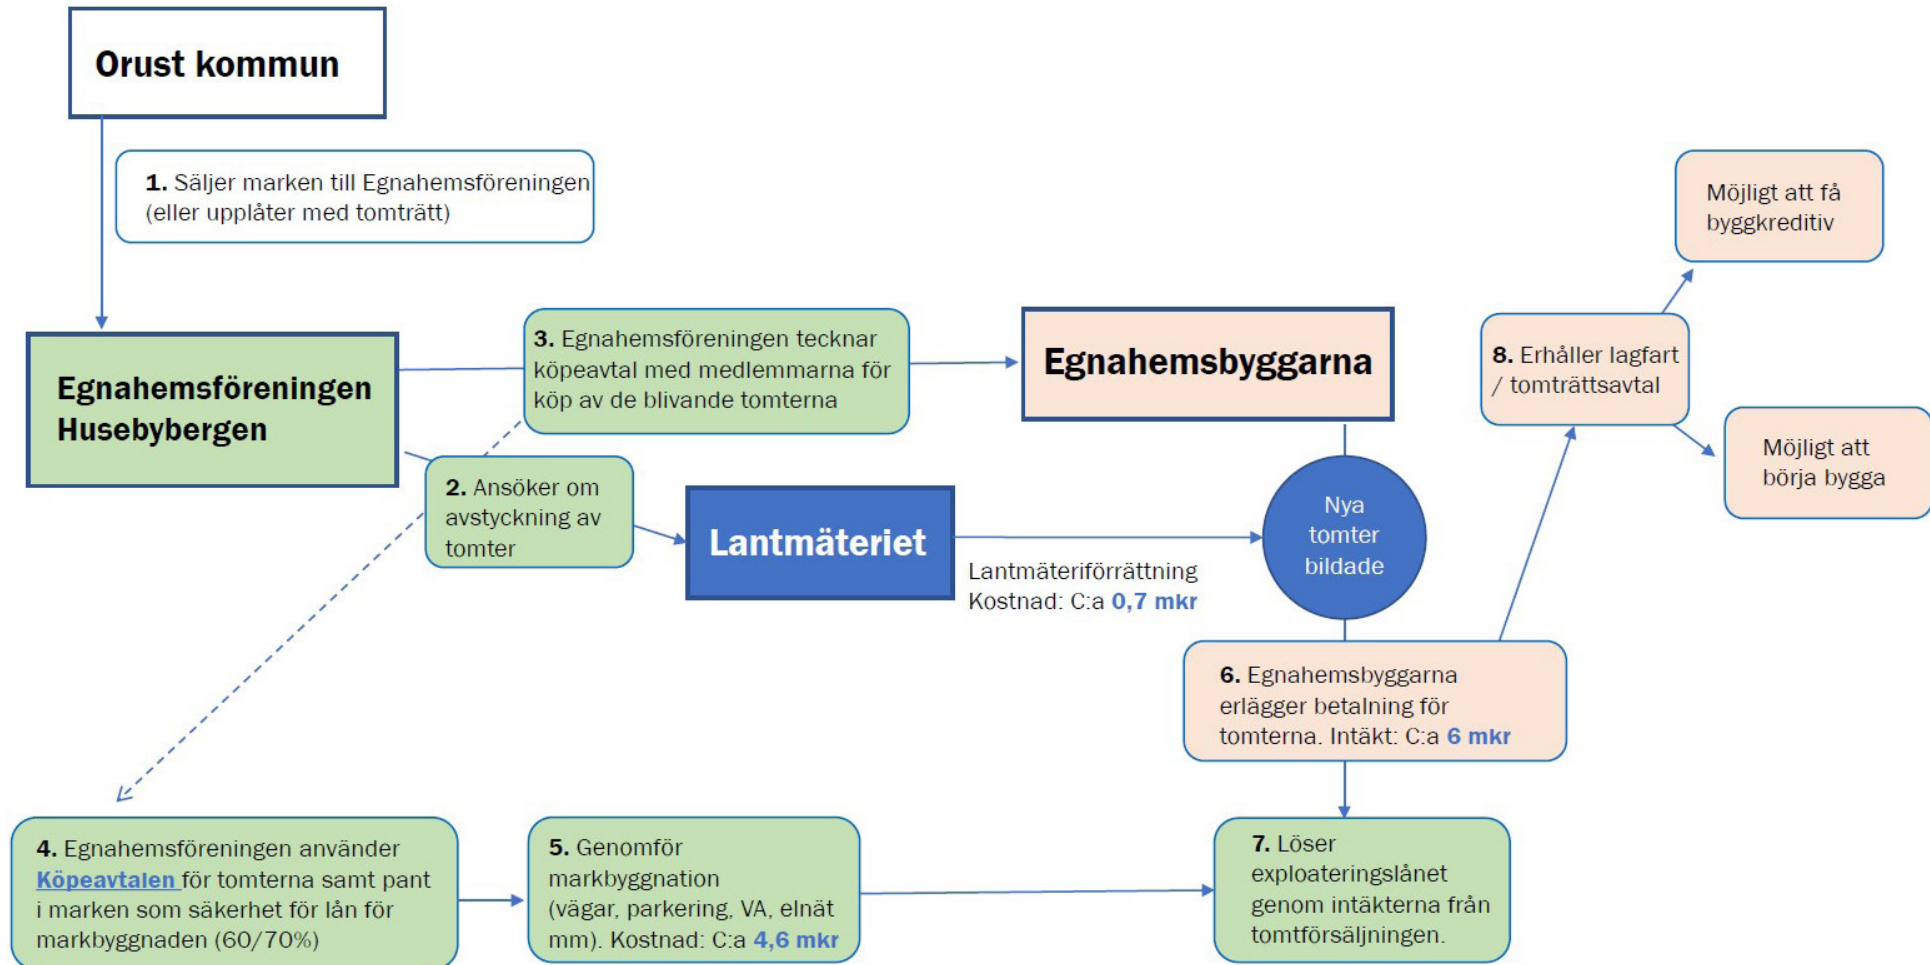 Orust kommun
1. Säljer marken till Egnahemsföreningen
(eller upplåter med tomträtt)
Möjligt att få
byggkreditiv
Egnahemsföreningen
Husebybergen
3. Egnahemsföreningen tecknar
köpeavtal med medlemmarna för
köp av de blivande tomterna
Egnahemsbyggarna
8. Erhåller lagfart
/ tomträttsavtal
Möjligt att
börja bygga
2. Ansöker om
avstyckning av
tomter
Lantmäteriet
Lantmäteriförrättning
Kostnad: C:a 0,7 mkr
Nya
tomter
bildade
6. Egnahemsbyggarna
erlägger betalning för
tomterna. Intäkt: C:a 6 mkr
4. Egnahemsföreningen använder
Köpeavtalen för tomterna samt pant
i marken som säkerhet för lån för
markbyggnaden (60/70%)
5. Genomför
markbyggnation
(vägar, parkering, VA, elnät
mm). Kostnad: C:a 4,6 mkr
7. Löser
exploateringslånet
genom intäkterna från
tomtförsäljningen.